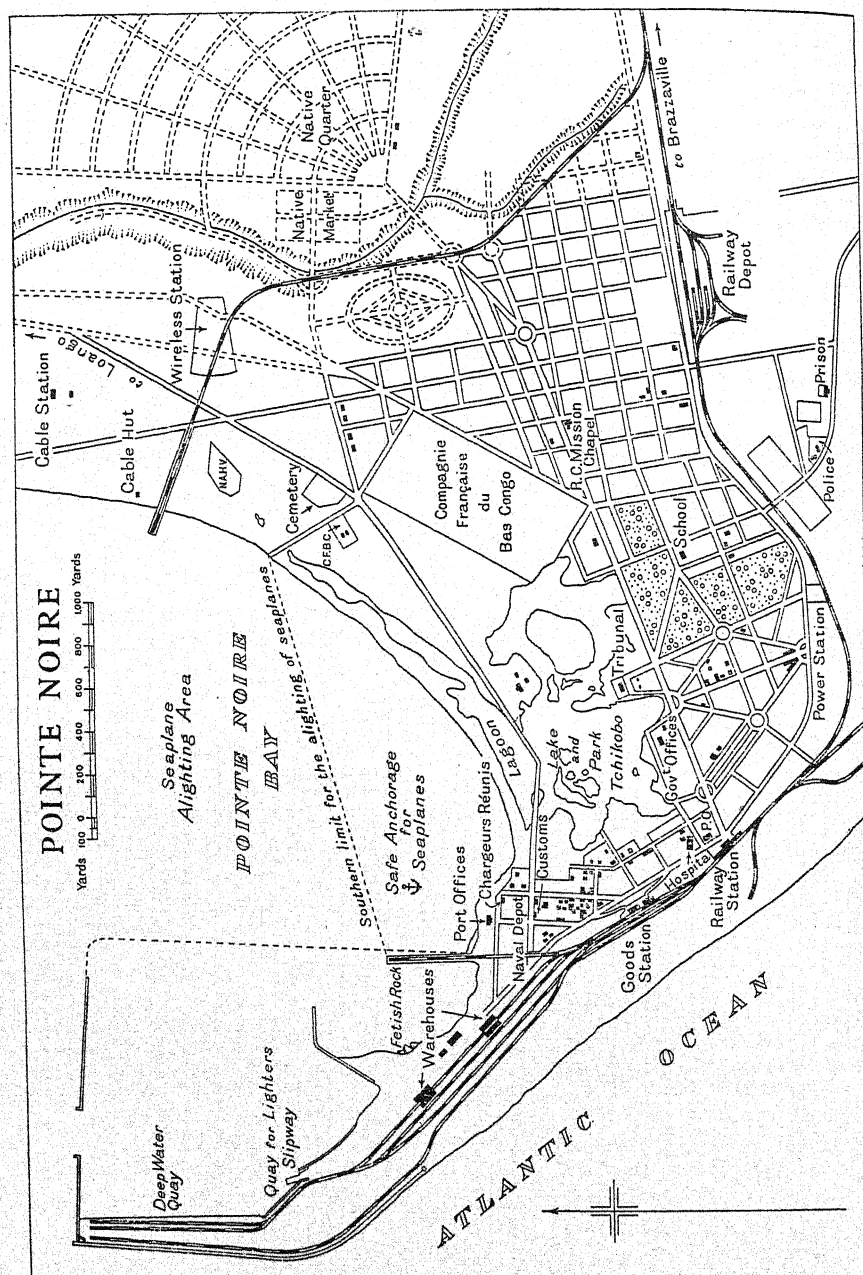 POINTE NOIRE
Yards 100 0 200 400 600 800 1000 Yards
Seaplane
Alighting Area
POINTE NOIRE
BAY
Southern limit for the alighting of seaplanes
Safe Anchorage
for
Seaplanes
Deep Water
Quay
Quay for Lighters
Slipway
Fetish Rock
Warehouses
Port Offices
Chargeurs Réunis
Naval Depot
Customs
Goods
Station
Hospital
G.P.O.
Railway
Station
ATLANTIC
OCEAN
Lagoon
Lake
and
Park
Tchikobo
Tribunal
Govt Offices
Power Station
School
Police
Prison
R.C. Mission
Chapel
Compagnie
Française
du
Bas Congo
C.F.B.C.
Cemetery
N.A.H.V.
Cable Hut
Cable Station
to Loango
Wireless Station
Native
Market
Native
Quarter
Railway
Depot
to Brazzaville